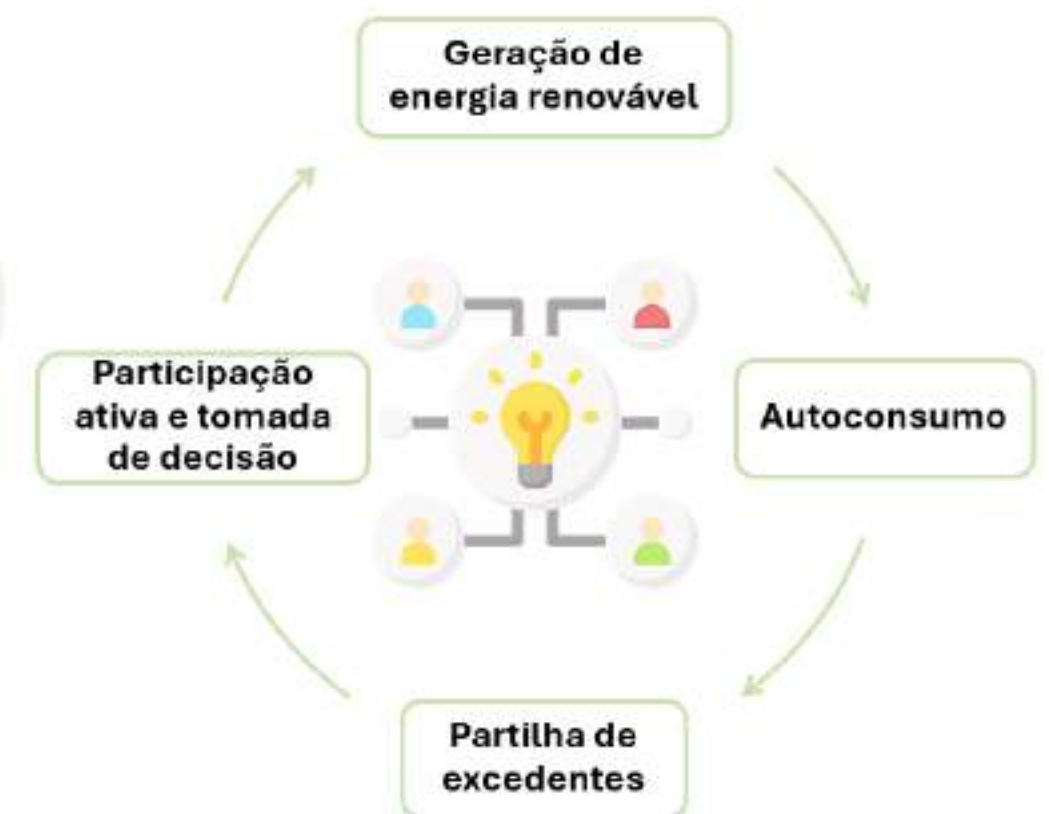 Geração de
energia renovável
Autoconsumo
Partilha de
excedentes
Participação
ativa e tomada
de decisão